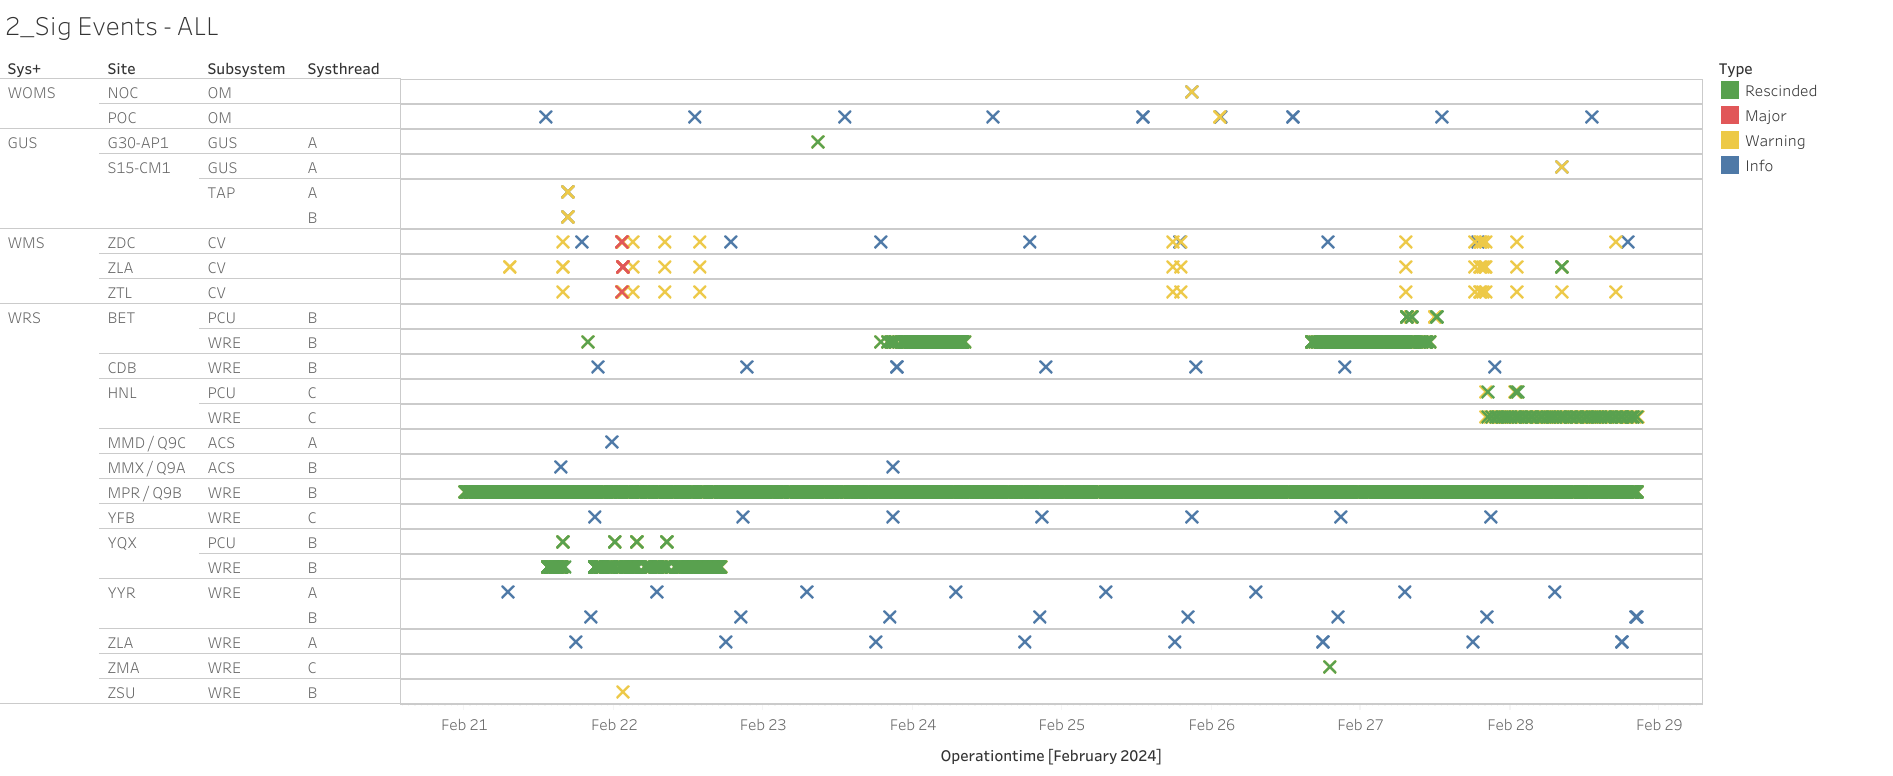 2_Sig Events - ALL
Sys+ Site Subsystem Systhread
Type
WOMS NOC OM
Rescinded
POC OM
Major
GUS G30-AP1 GUS A
Warning
S15-CM1 GUS A
Info
TAP A
B
WMS ZDC CV
ZLA CV
ZTL CV
WRS BET PCU B
WRE B
CDB WRE B
HNL PCU C
WRE C
MMD / Q9C ACS A
MMX / Q9A ACS B
MPR / Q9B WRE B
YFB WRE C
YQX PCU B
WRE B
YYR WRE A
B
ZLA WRE A
ZMA WRE C
ZSU WRE B
Feb 21 Feb 22 Feb 23 Feb 24 Feb 25 Feb 26 Feb 27 Feb 28 Feb 29
Operationtime [February 2024]